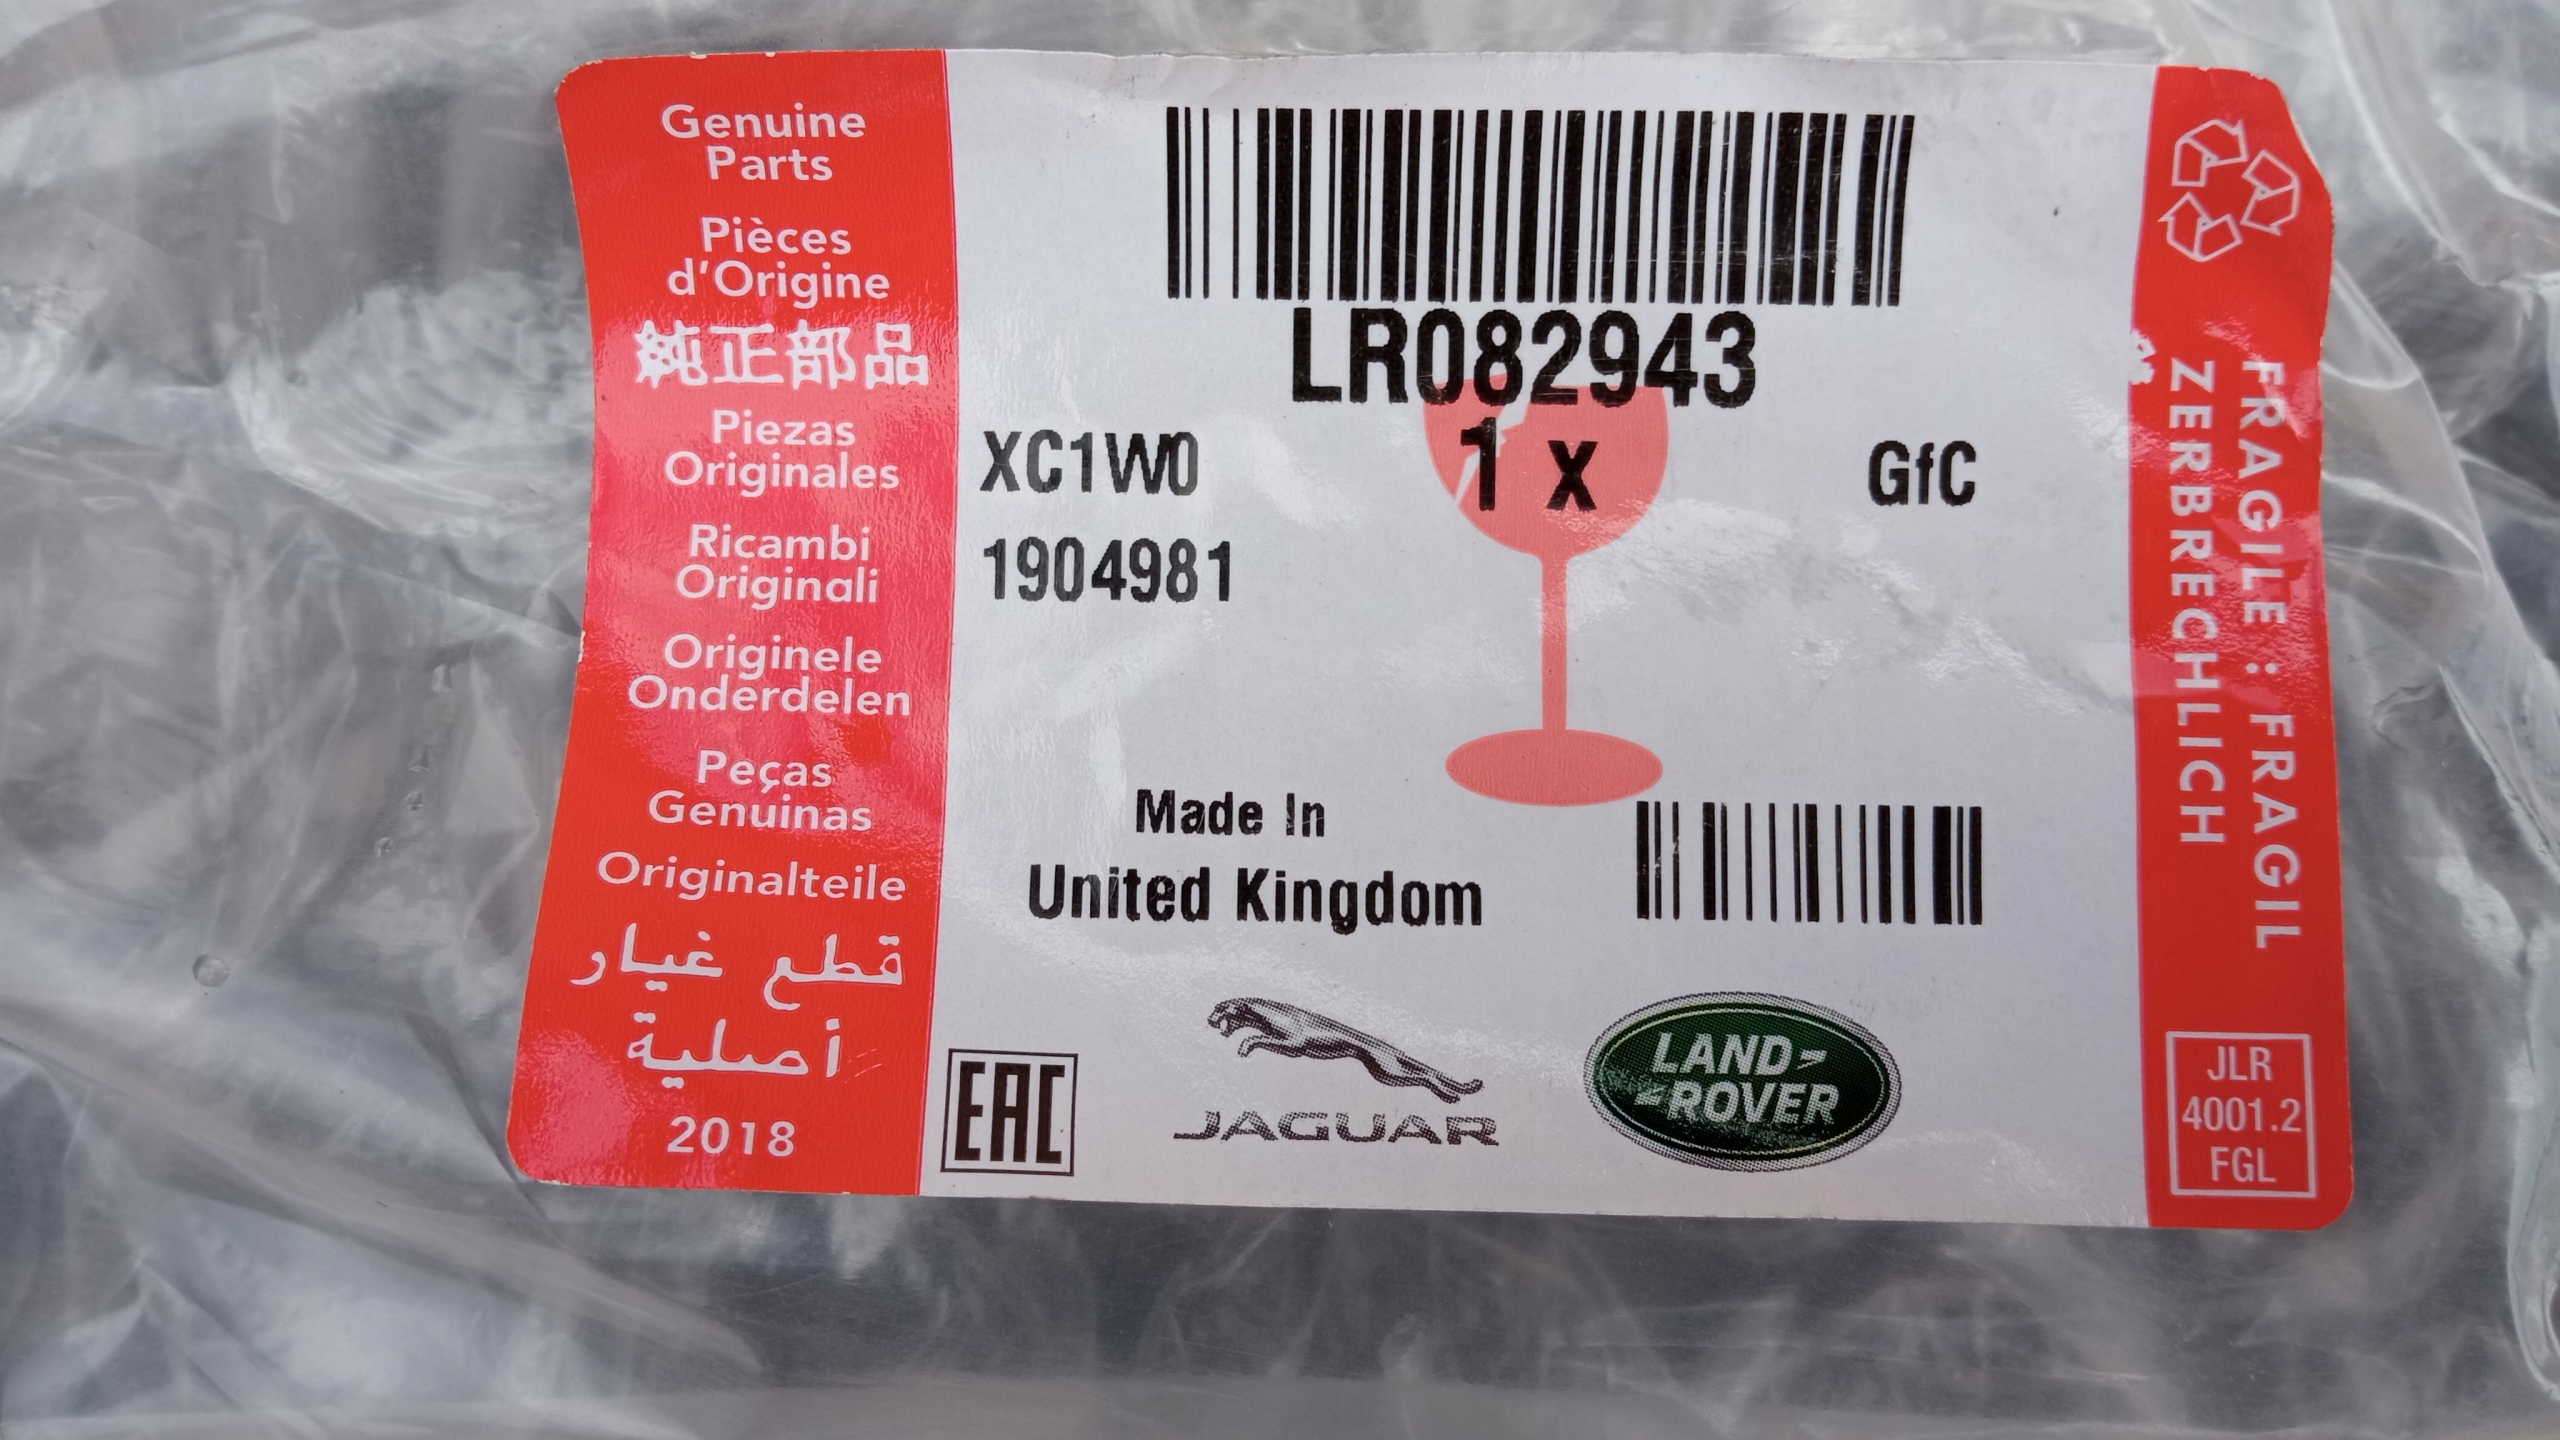 Genuine
Parts
Pièces
d'Origine
純正部品
Piezas
Originales
Ricambi
Originali
Originele
Onderdelen
Peças
Genuinas
Originalteile
قطع غيار
أصلية
2018
LR082943
XC1W0 1 x GfC
1904981
Made In
United Kingdom
EAC
JAGUAR
LAND
ROVER
FRAGILE : FRAGIL
ZERBRECHLICH
JLR
4001.2
FGL